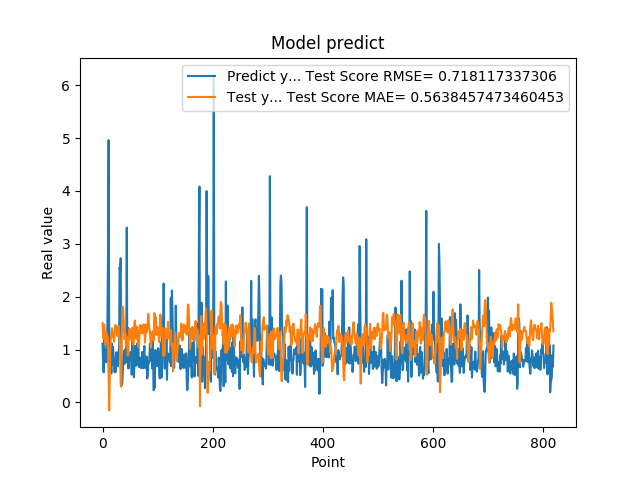 Model predict
Predict y... Test Score RMSE= 0.718117337306
Test y... Test Score MAE= 0.5638457473460453
Real value
6
5
4
3
2
1
0
0 200 400 600 800
Point